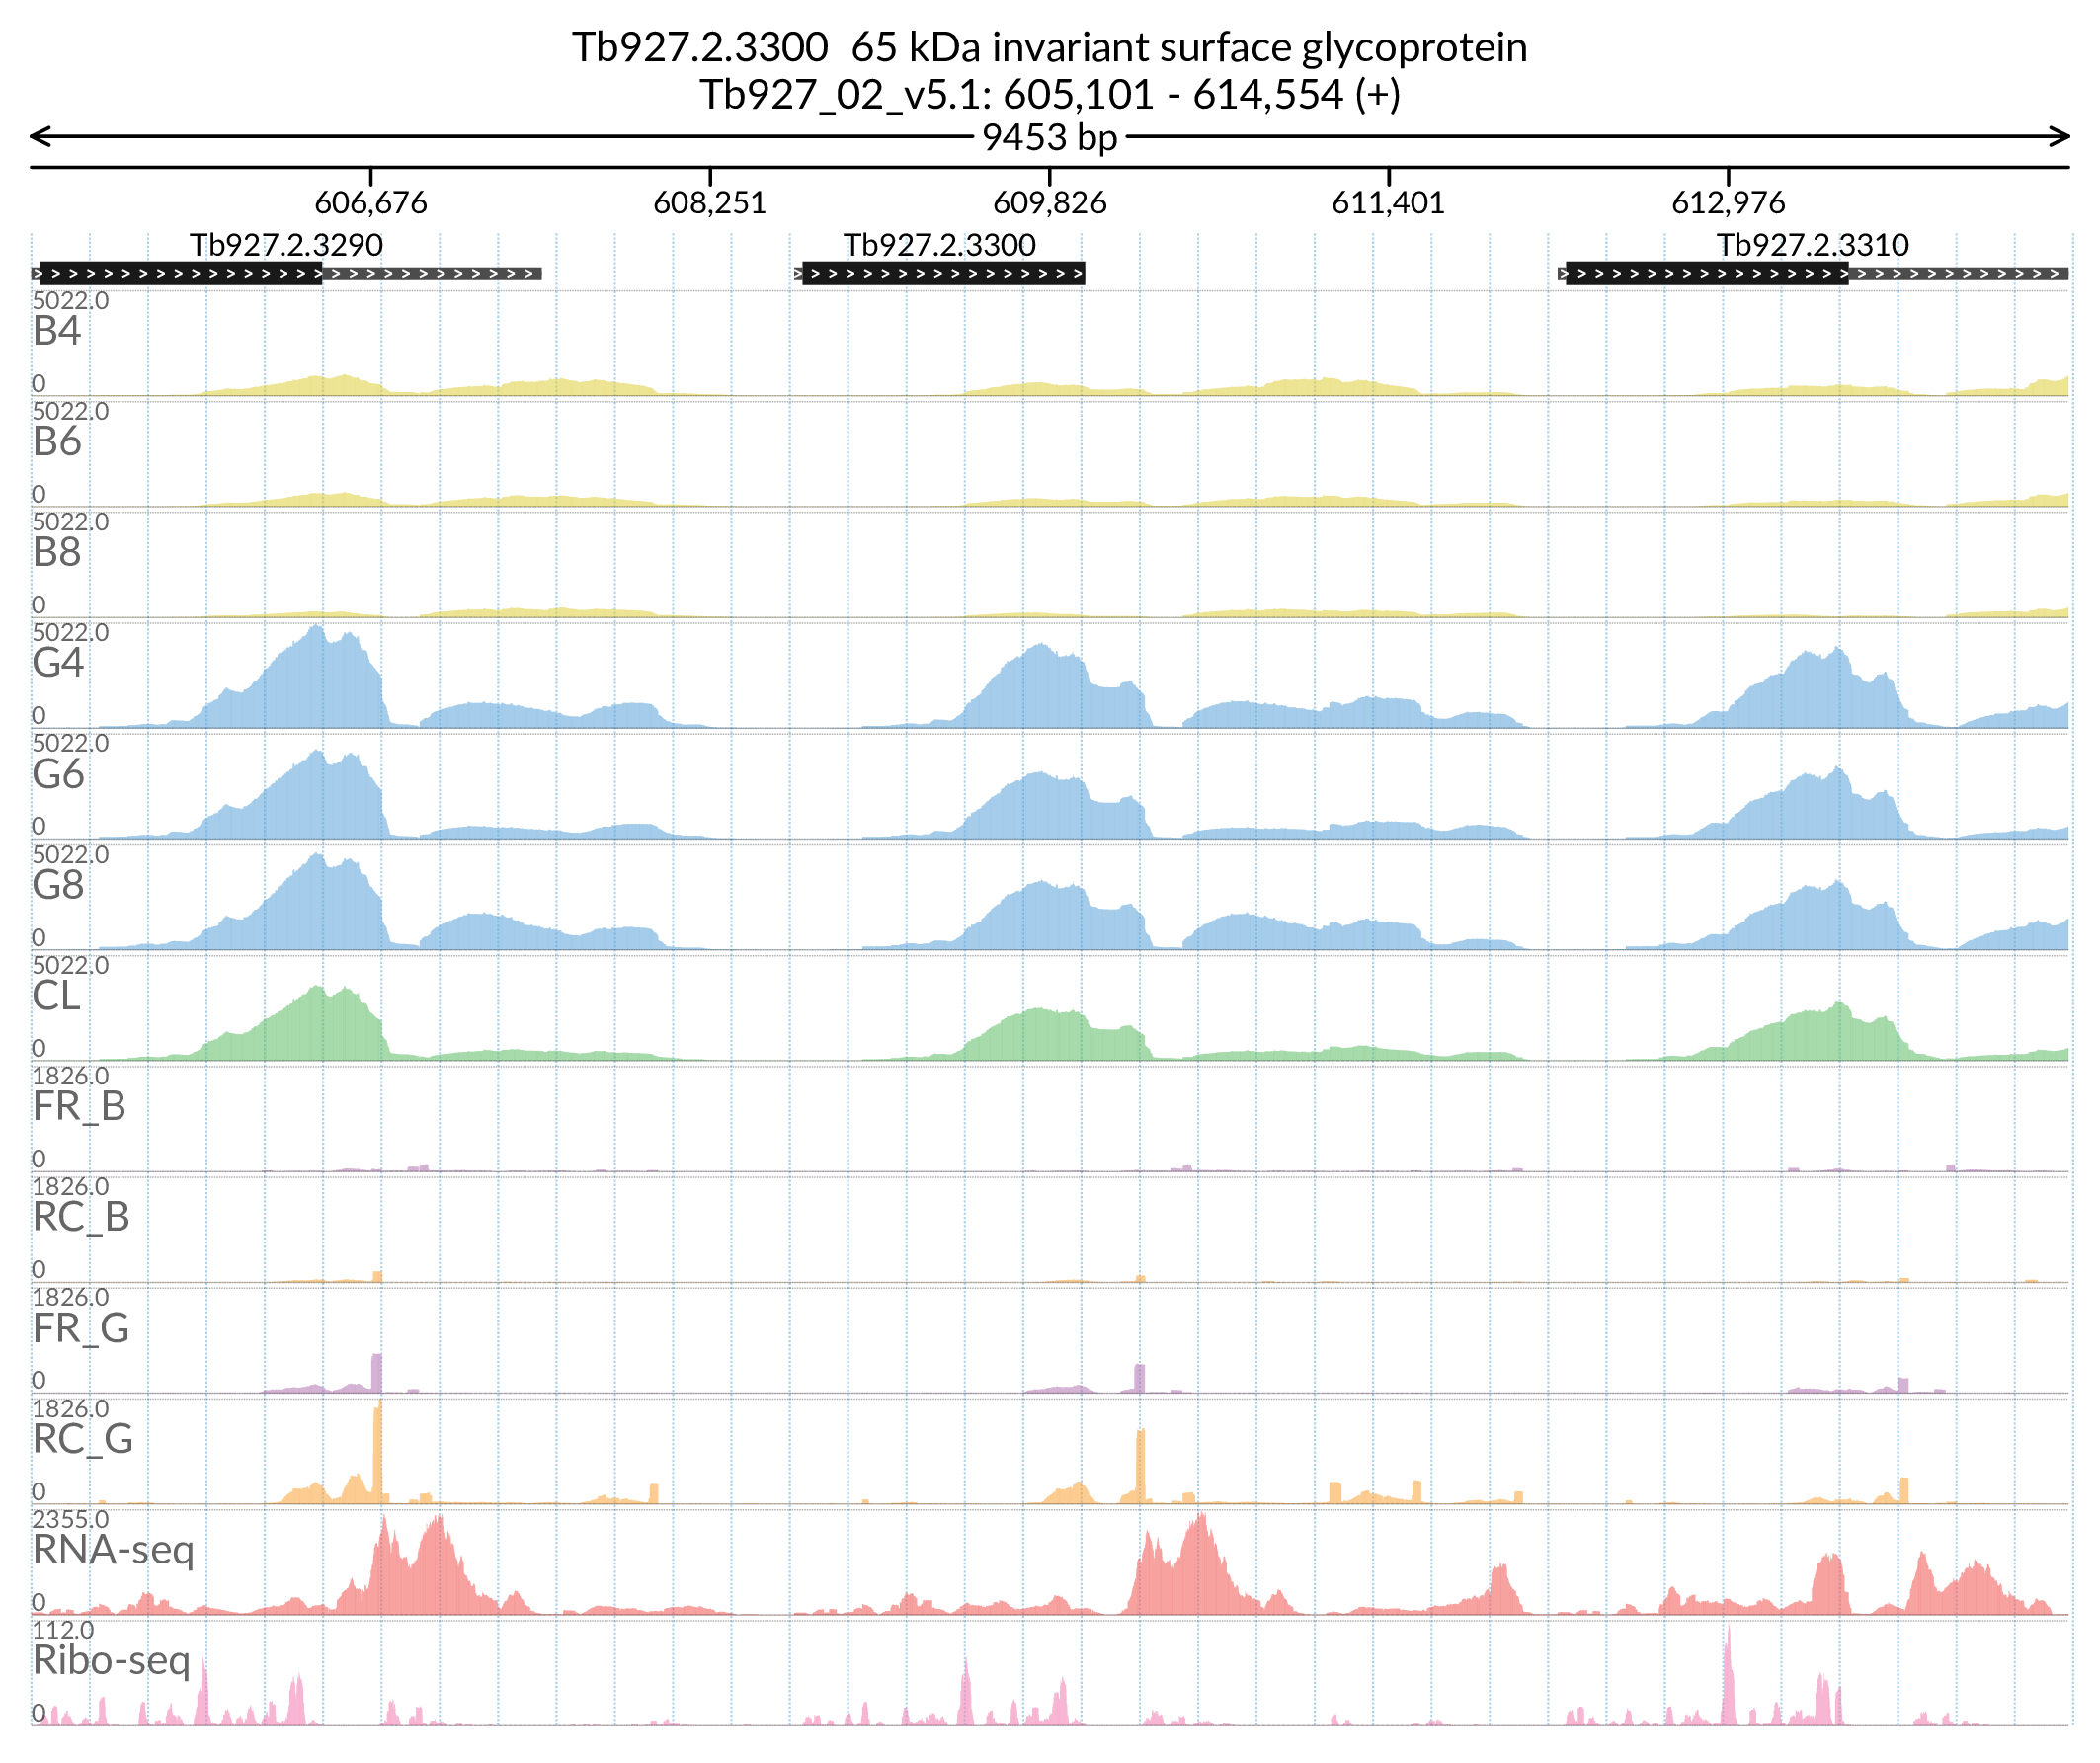 Tb927.2.3300  65 kDa invariant surface glycoprotein
Tb927_02_v5.1: 605,101 - 614,554 (+)
9453 bp
606,676 608,251 609,826 611,401 612,976
Tb927.2.3290 Tb927.2.3300 Tb927.2.3310
5022.0
B4
0
5022.0
B6
0
5022.0
B8
0
5022.0
G4
0
5022.0
G6
0
5022.0
G8
0
5022.0
CL
0
1826.0
FR_B
0
1826.0
RC_B
0
1826.0
FR_G
0
1826.0
RC_G
0
2355.0
RNA-seq
0
112.0
Ribo-seq
0